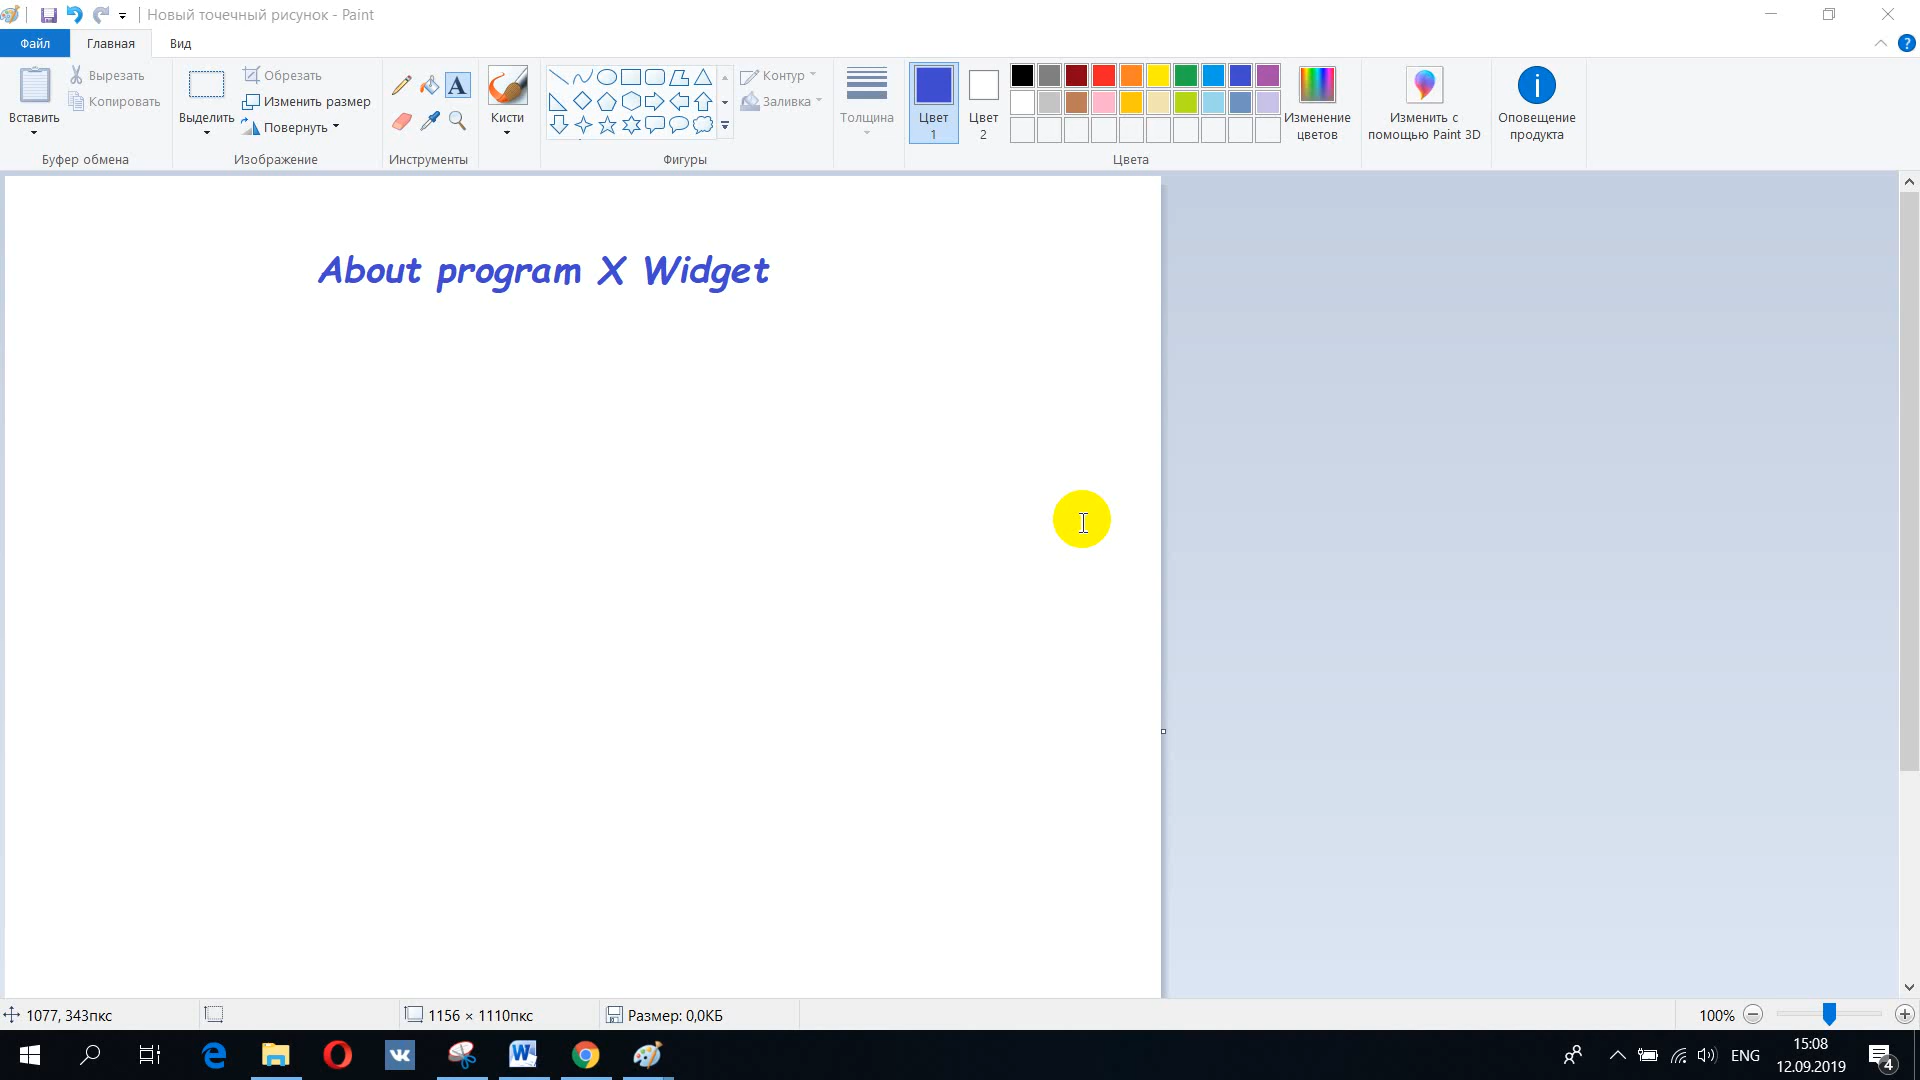 Новый точечный рисунок - Paint
Файл
Главная
Вид
Вставить
Вырезать
Копировать
Буфер обмена
Выделить
Обрезать
Изменить размер
Повернуть
Изображение
A
Инструменты
Кисти
Контур
Заливка
Фигуры
Толщина
Цвет
1
Цвет
2
Изменение
цветов
Цвета
Изменить с
помощью Paint 3D
Оповещение
продукта
About program X Widget
1077, 343пкс
1156 × 1110пкс
Размер: 0,0КБ
100%
ENG
15:08
12.09.2019
4